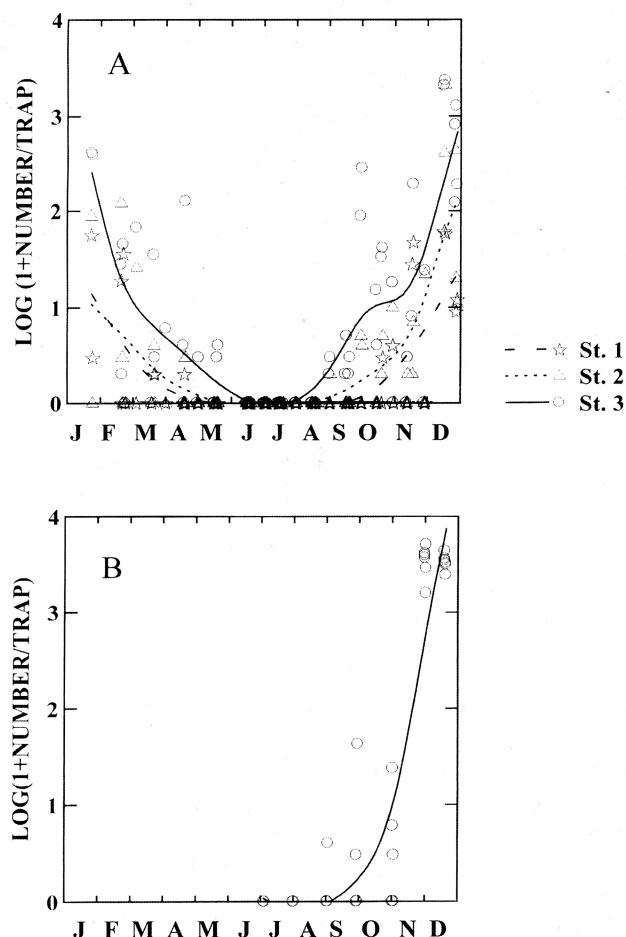 A
LOG (1+NUMBER/TRAP)
4
3
2
1
0
J F M A M J J A S O N D
St. 1
St. 2
St. 3
B
LOG(1+NUMBER/TRAP)
4
3
2
1
0
J F M A M J J A S O N D